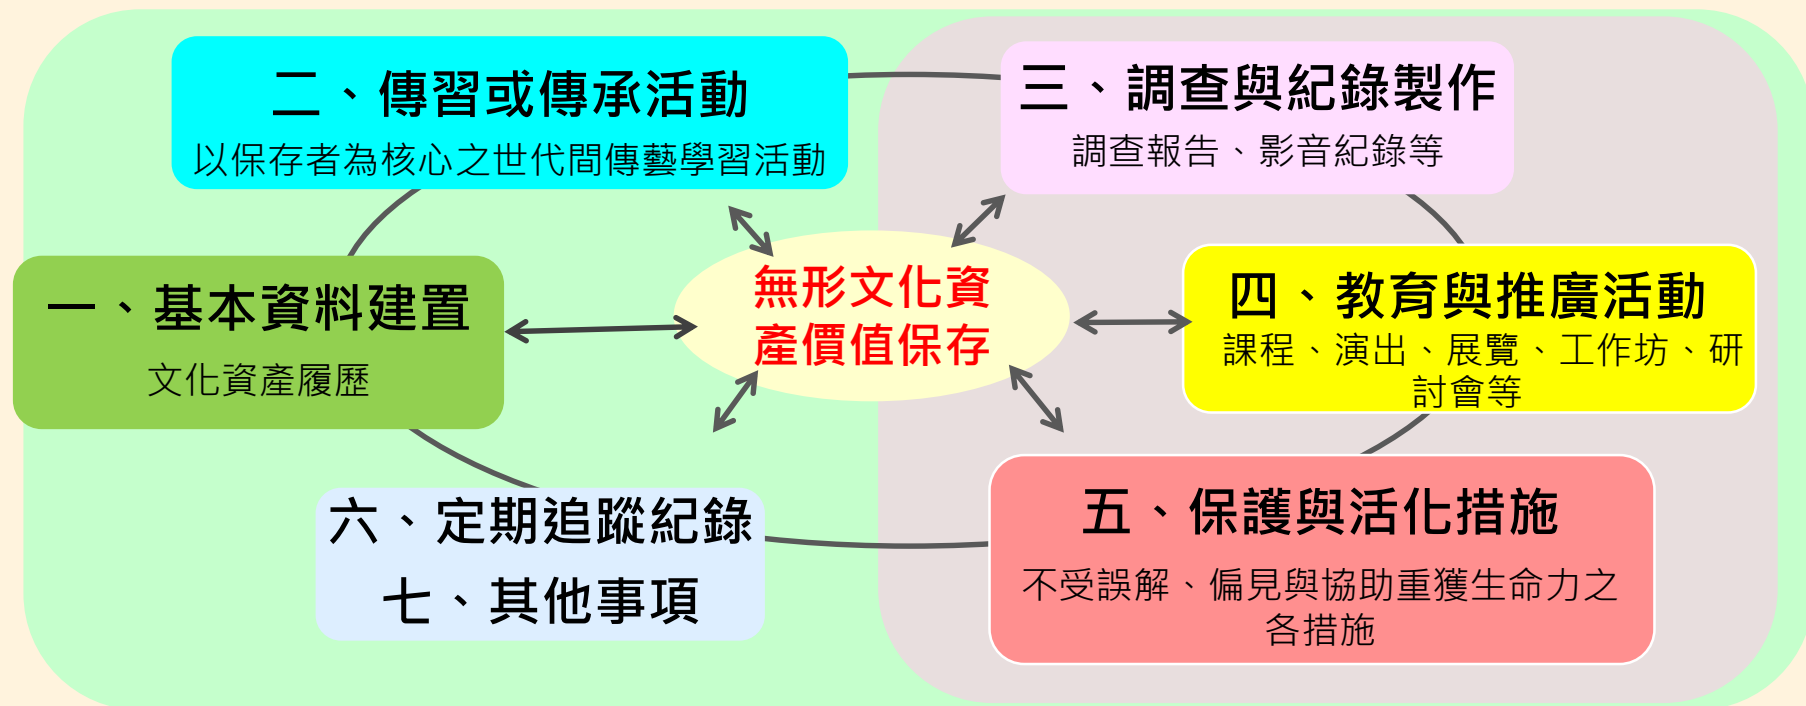 二、傳習或傳承活動
以保存者為核心之世代間傳藝學習活動
三、調查與紀錄製作
調查報告、影音紀錄等
一、基本資料建置
文化資產履歷
無形文化資
產價值保存
四、教育與推廣活動
課程、演出、展覽、工作坊、研
討會等
六、定期追蹤紀錄
七、其他事項
五、保護與活化措施
不受誤解、偏見與協助重獲生命力之
各措施